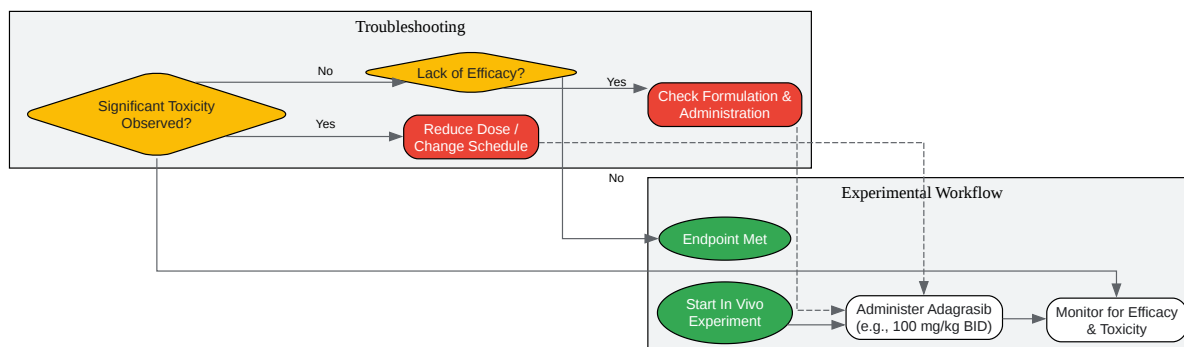 Troubleshooting
No
Lack of Efficacy?
Yes
Significant Toxicity
Observed?
Check Formulation &
Administration
Yes
Reduce Dose /
Change Schedule
No
Experimental Workflow
Endpoint Met
Start In Vivo
Experiment
Administer Adagrasib
(e.g., 100 mg/kg BID)
Monitor for Efficacy
& Toxicity